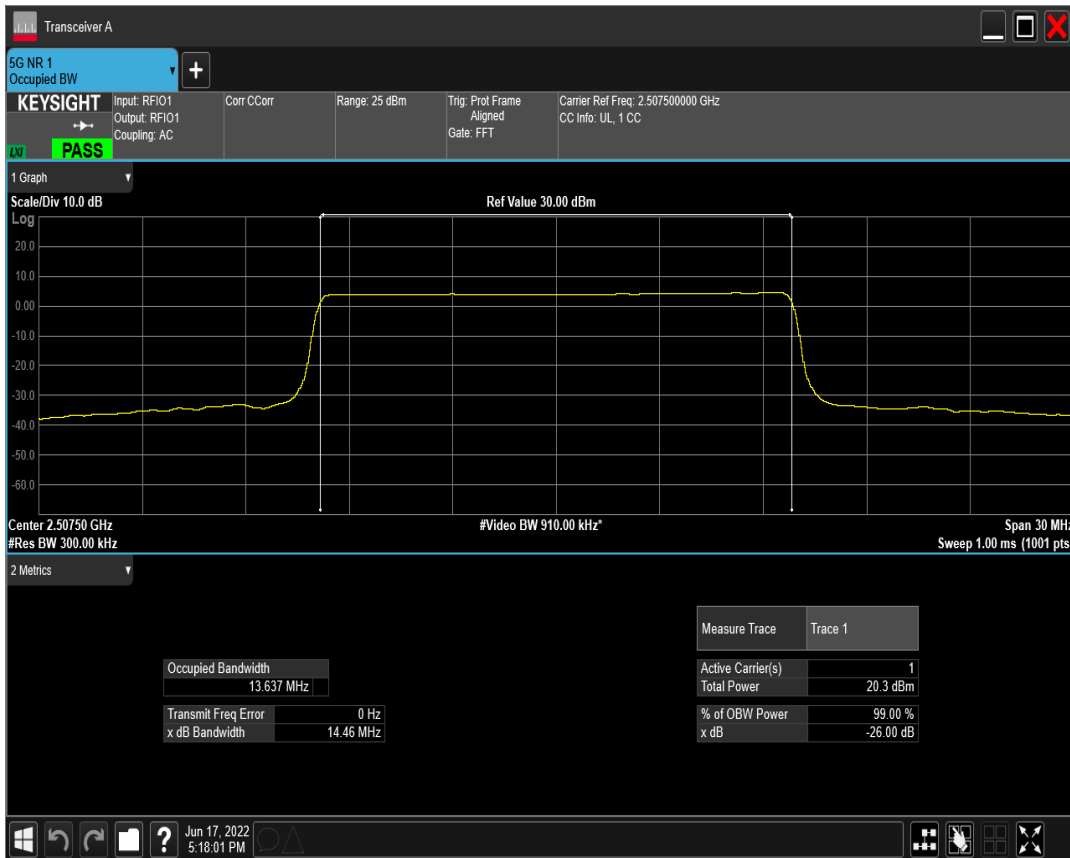 Transceiver A
5G NR 1
Occupied BW
+
KEYSIGHT
LXI
PASS
Input: RFIO1
Output: RFIO1
Coupling: AC
Corr CCorr
Range: 25 dBm
Trig: Prot Frame
Aligned
Gate: FFT
Carrier Ref Freq: 2.507500000 GHz
CC Info: UL, 1 CC
1 Graph
Scale/Div 10.0 dB
Ref Value 30.00 dBm
Log
20.0
10.0
0.00
-10.0
-20.0
-30.0
-40.0
-50.0
-60.0
Center 2.50750 GHz
#Video BW 910.00 kHz*
Span 30 MHz
#Res BW 300.00 kHz
Sweep 1.00 ms (1001 pts
2 Metrics
Measure Trace Trace 1
Occupied Bandwidth
13.637 MHz
Active Carrier(s) 1
Total Power 20.3 dBm
Transmit Freq Error 0 Hz
x dB Bandwidth 14.46 MHz
% of OBW Power 99.00 %
x dB -26.00 dB
?
Jun 17, 2022
5:18:01 PM